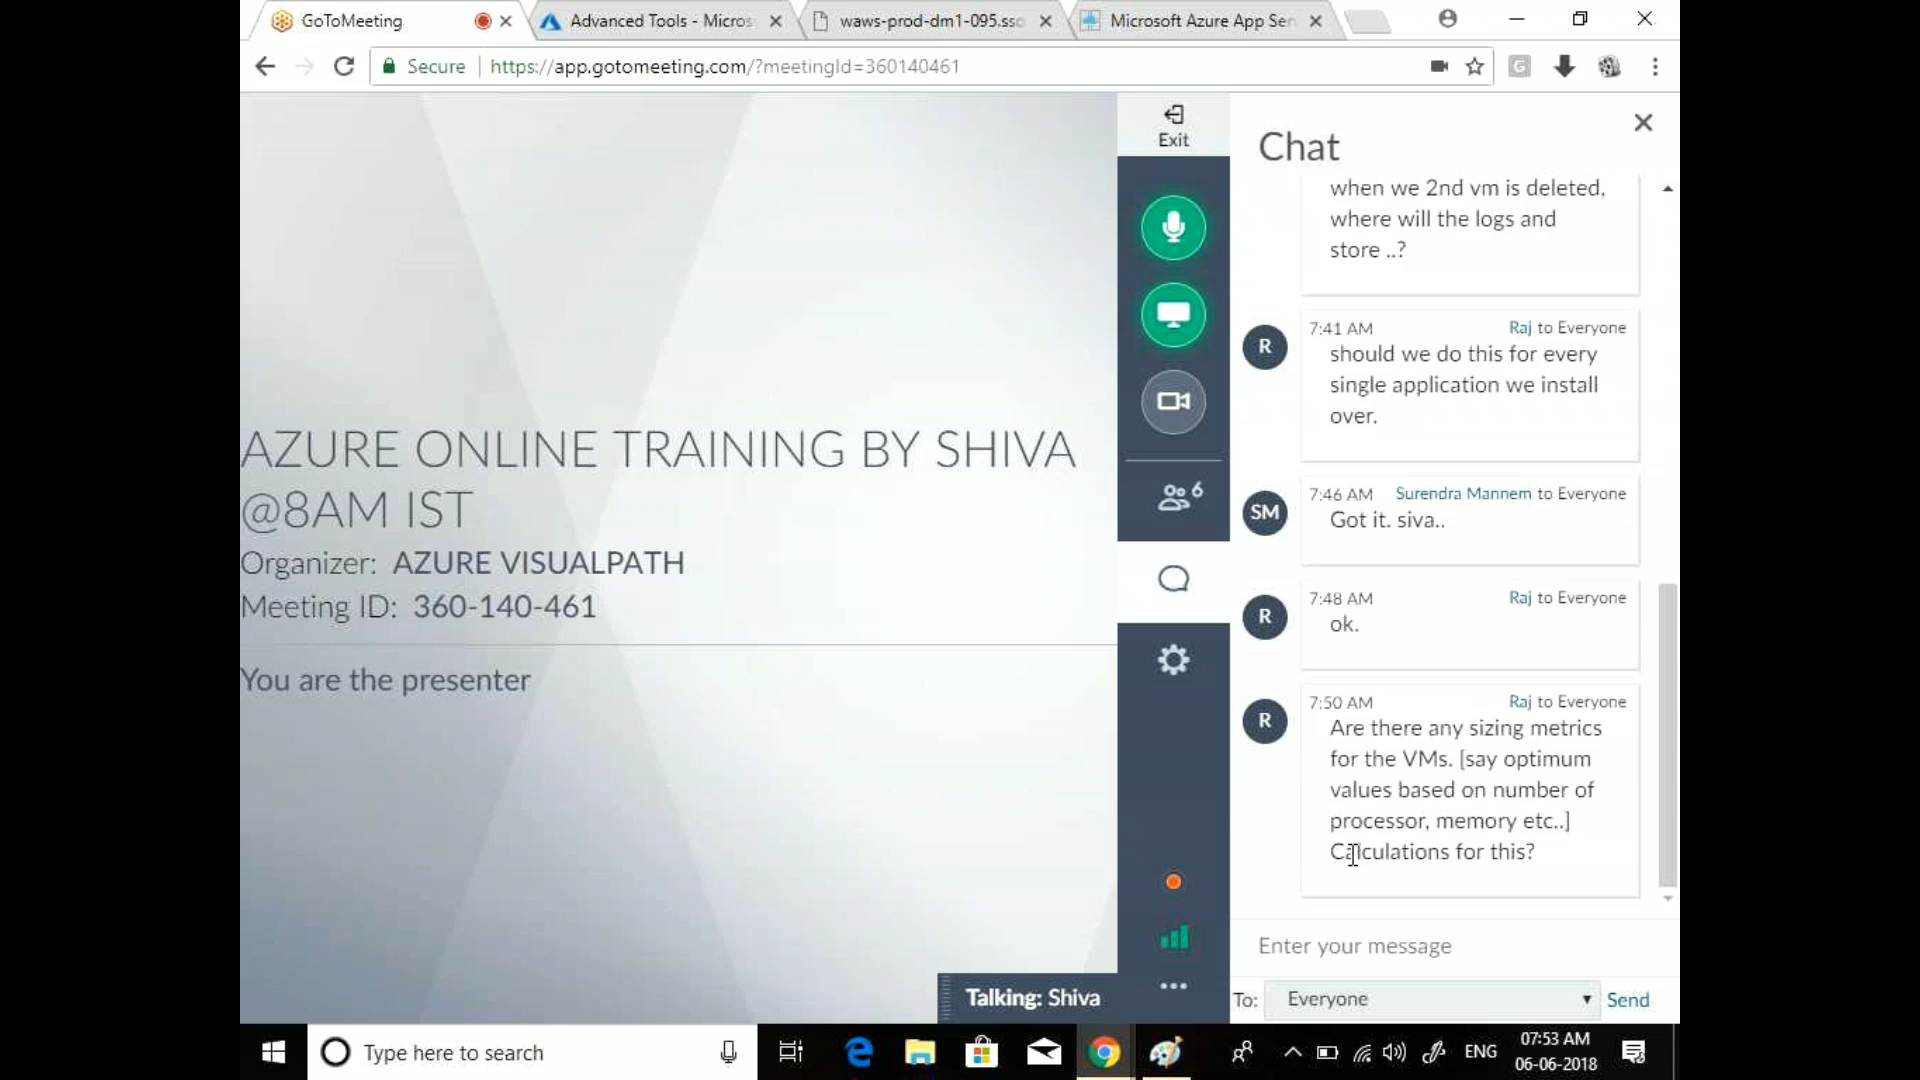 GoToMeeting
Advanced Tools - Micros
waws-prod-dm1-095.ssc
Microsoft Azure App Ser
Secure
https://app.gotomeeting.com/?meetingId=360140461
G
Exit
Chat
when we 2nd vm is deleted,
where will the logs and
store ..?
R
7:41 AM Raj to Everyone
should we do this for every
single application we install
over.
SM
7:46 AM Surendra Mannem to Everyone
Got it. siva..
R
7:48 AM Raj to Everyone
ok.
R
7:50 AM Raj to Everyone
Are there any sizing metrics
for the VMs. [say optimum
values based on number of
processor, memory etc..]
Calculations for this?
6
AZURE ONLINE TRAINING BY SHIVA
@8AM IST
Organizer: AZURE VISUALPATH
Meeting ID: 360-140-461
You are the presenter
Talking: Shiva
Enter your message
To: Everyone Send
Type here to search
ENG
07:53 AM
06-06-2018